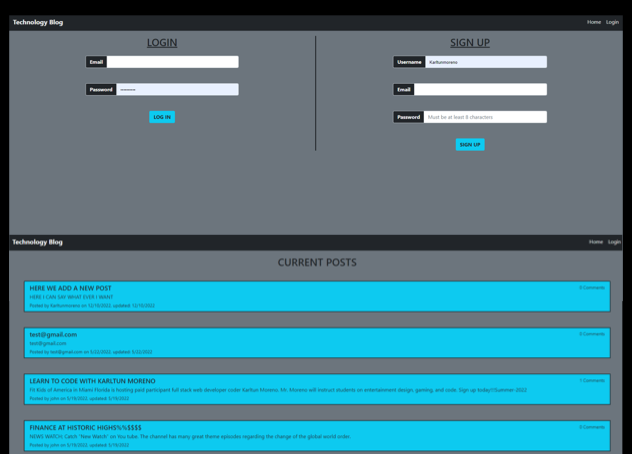 Technology Blog Home Login
LOGIN
Email
Password
LOG IN
SIGN UP
Username Karltunmoreno
Email
Password Must be at least 8 characters
SIGN UP
Technology Blog Home Login
CURRENT POSTS
HERE WE ADD A NEW POST 0 Comments
HERE I CAN SAY WHAT EVER I WANT
Posted by Karltunmoreno on 12/10/2022, updated: 12/10/2022
test@gmail.com 0 Comments
test@gmail.com
Posted by test@gmail.com on 5/22/2022, updated: 5/22/2022
LEARN TO CODE WITH KARLTUN MORENO 1 Comments
Fit Kids of America in Miami Florida is hosting paid participant full stack web developer coder Karltun Moreno. Mr. Moreno will instruct students on entertainment design, gaming, and code. Sign up today!!!Summer 2022
Posted by john on 5/19/2022, updated: 5/19/2022
FINANCE AT HISTORIC HIGHS%%$$$$ 0 Comments
NEWS WATCH: Catch "New Watch" on You tube. The channel has many great theme episodes regarding the change of the global world order.
Posted by john on 5/19/2022, updated: 5/19/2022